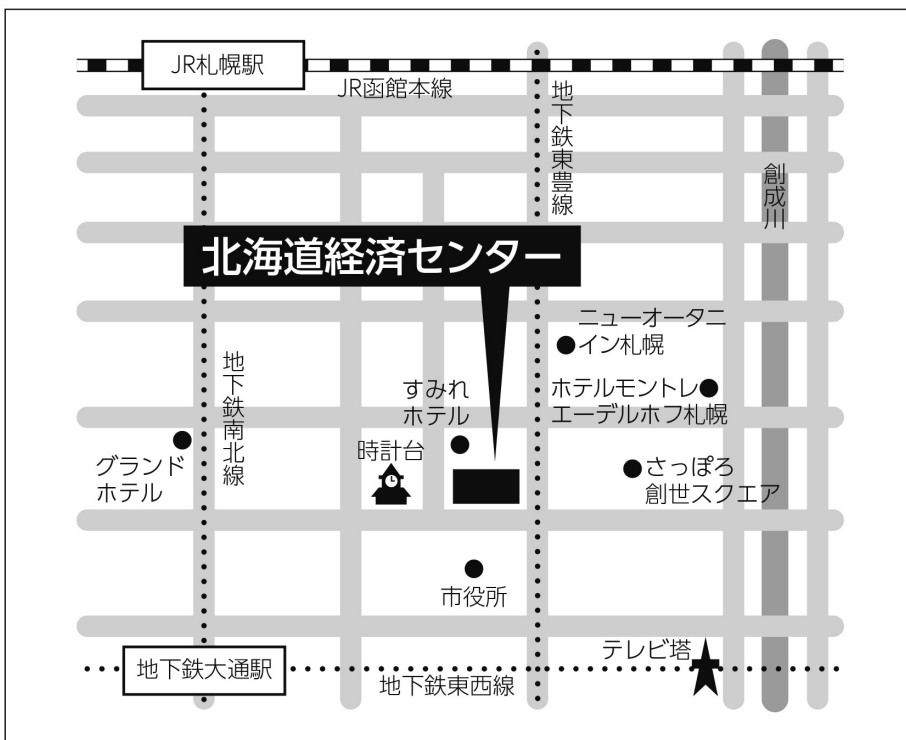 JR札幌駅
JR函館本線
地下鉄東豊線
創成川
北海道経済センター
ニューオータニ
イン札幌
地下鉄南北線
すみれ
ホテル
ホテルモントレ
エーデルホフ札幌
グランド
ホテル
時計台
さっぽろ
創世スクエア
市役所
テレビ塔
地下鉄大通駅
地下鉄東西線